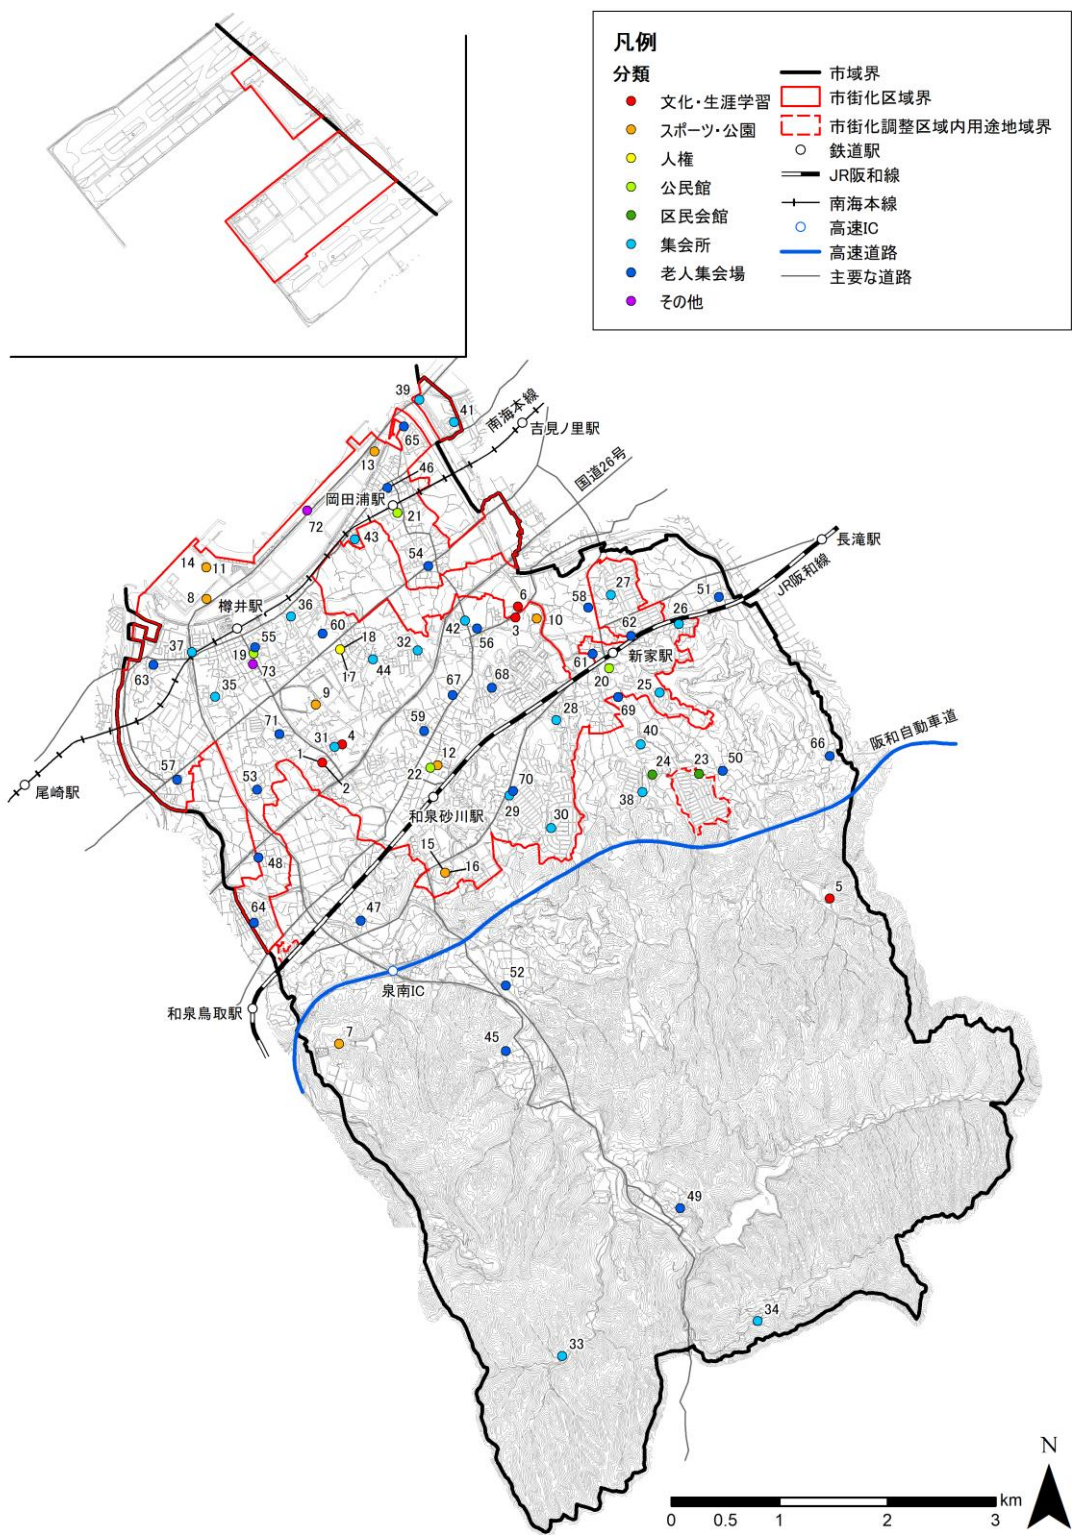 凡例
分類
文化・生涯学習
スポーツ・公園
人権
公民館
区民会館
集会所
老人集会場
その他
市域界
市街化区域界
市街化調整区域内用途地域界
鉄道駅
JR阪和線
南海本線
高速IC
高速道路
主要な道路
39
41
南海本線
吉見ノ里駅
65
13
46
国道26号
岡田浦駅
21
72
43
長滝駅
54
JR阪和線
14
11
27
51
6
58
8
36
樽井駅
42
3
10
26
60
18
32
56
62
37
55
19
新家駅
61
63
73
17
44
20
68
25
35
9
67
69
28
71
59
40
阪和自動車道
31
4
66
1
12
24
23
50
57
22
2
53
70
38
尾崎駅
和泉砂川駅
29
30
15
16
48
5
64
47
52
泉南IC
和泉鳥取駅
7
45
49
34
33
N
km
0
0.5
1
2
3